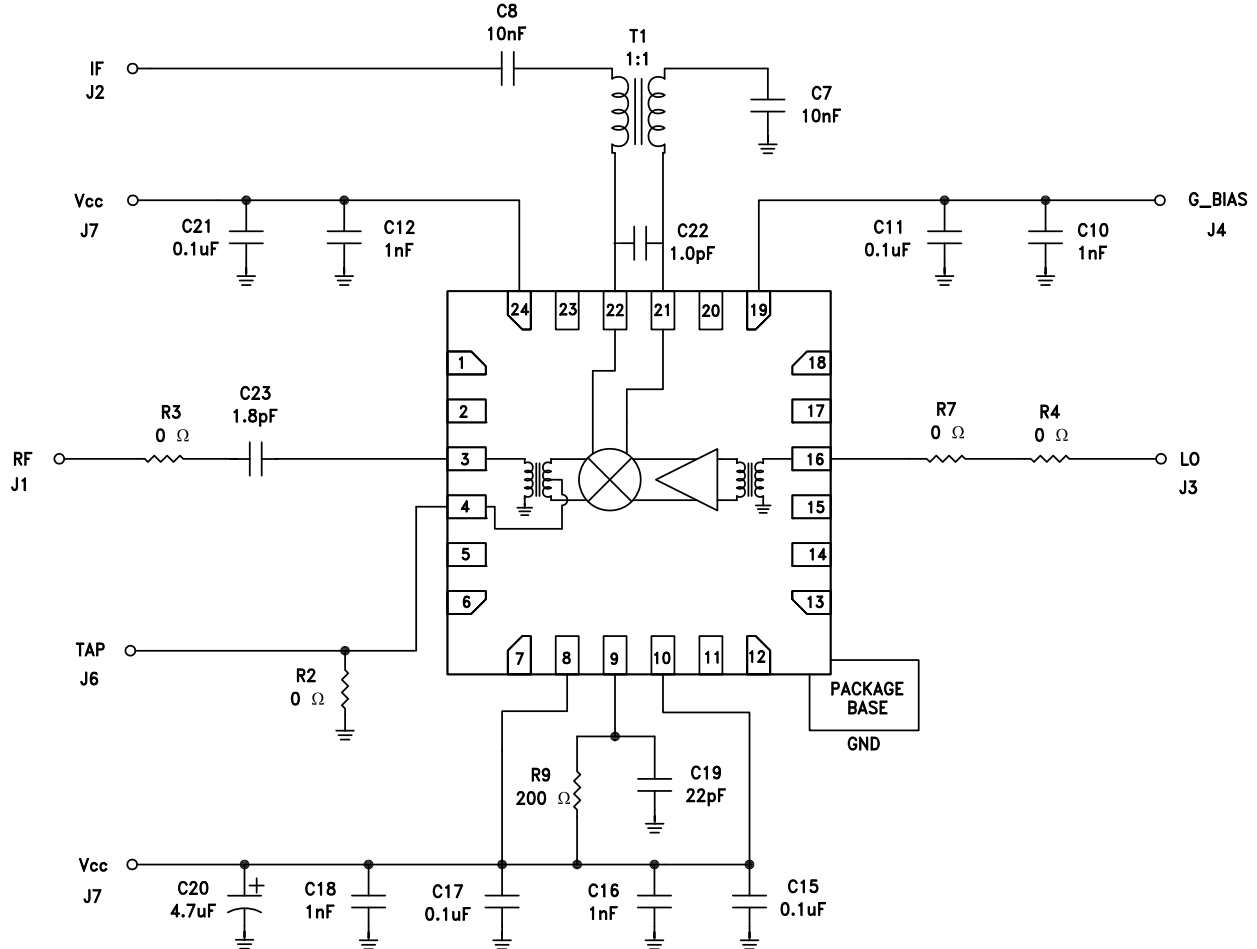 C8
10nF
T1
1:1
IF
J2
C7
10nF
Vcc
J7
C21
0.1uF
C12
1nF
C22
1.0pF
C11
0.1uF
C10
1nF
G_BIAS
J4
24
23
22
21
20
19
1
2
3
4
5
6
18
17
16
15
14
13
7
8
9
10
11
12
RF
J1
R3
0 Ω
C23
1.8pF
R7
0 Ω
R4
0 Ω
LO
J3
TAP
J6
R2
0 Ω
PACKAGE
BASE
GND
R9
200 Ω
C19
22pF
Vcc
J7
C20
4.7uF
+
C18
1nF
C17
0.1uF
C16
1nF
C15
0.1uF